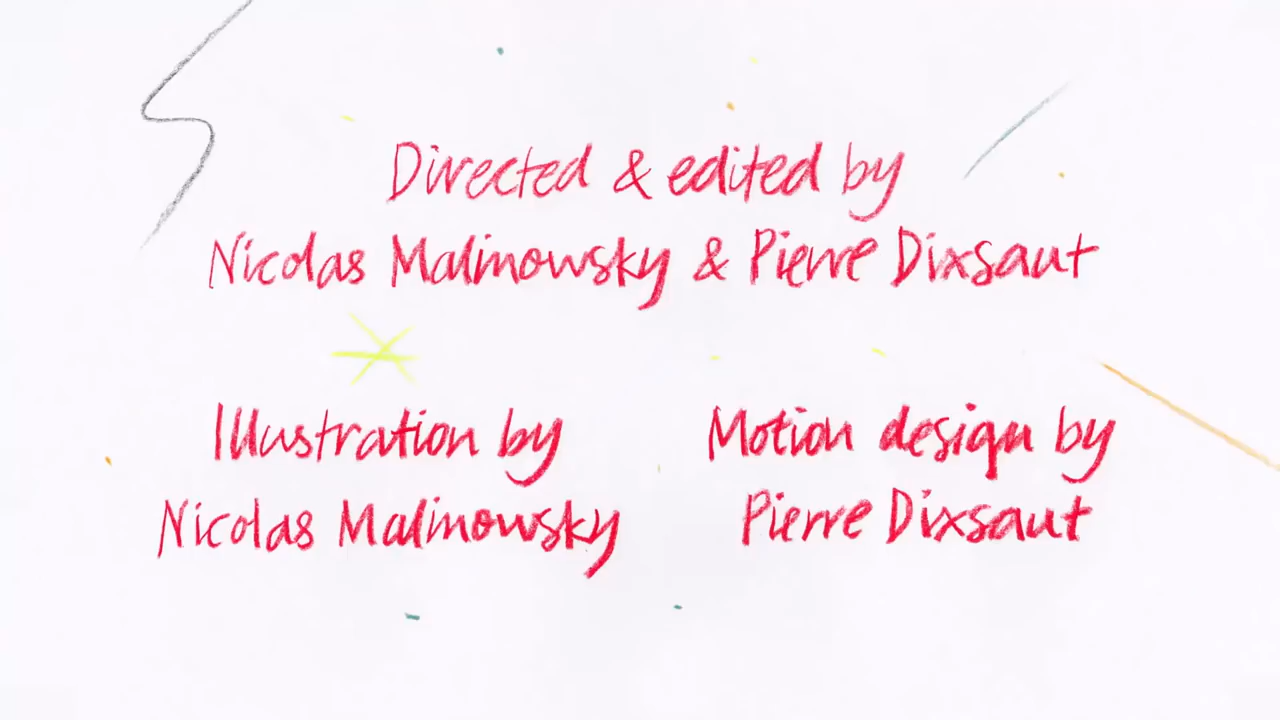 Directed & edited by
Nicolas Malinowsky & Pierre Dixsaut
Illustration by
Nicolas Malinowsky
Motion design by
Pierre Dixsaut